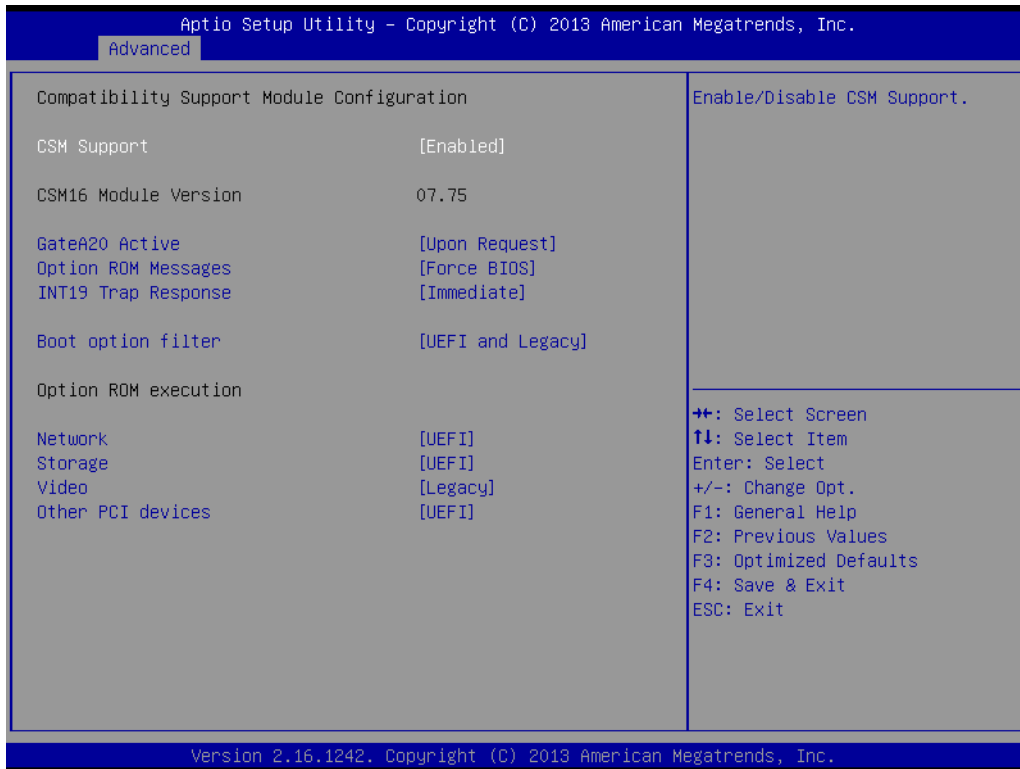 Aptio Setup Utility – Copyright (C) 2013 American Megatrends, Inc.
Advanced
Compatibility Support Module Configuration
CSM Support [Enabled]
CSM16 Module Version 07.75
GateA20 Active [Upon Request]
Option ROM Messages [Force BIOS]
INT19 Trap Response [Immediate]
Boot option filter [UEFI and Legacy]
Option ROM execution
Network [UEFI]
Storage [UEFI]
Video [Legacy]
Other PCI devices [UEFI]
Enable/Disable CSM Support.
→←: Select Screen
↑↓: Select Item
Enter: Select
+/-: Change Opt.
F1: General Help
F2: Previous Values
F3: Optimized Defaults
F4: Save & Exit
ESC: Exit
Version 2.16.1242. Copyright (C) 2013 American Megatrends, Inc.